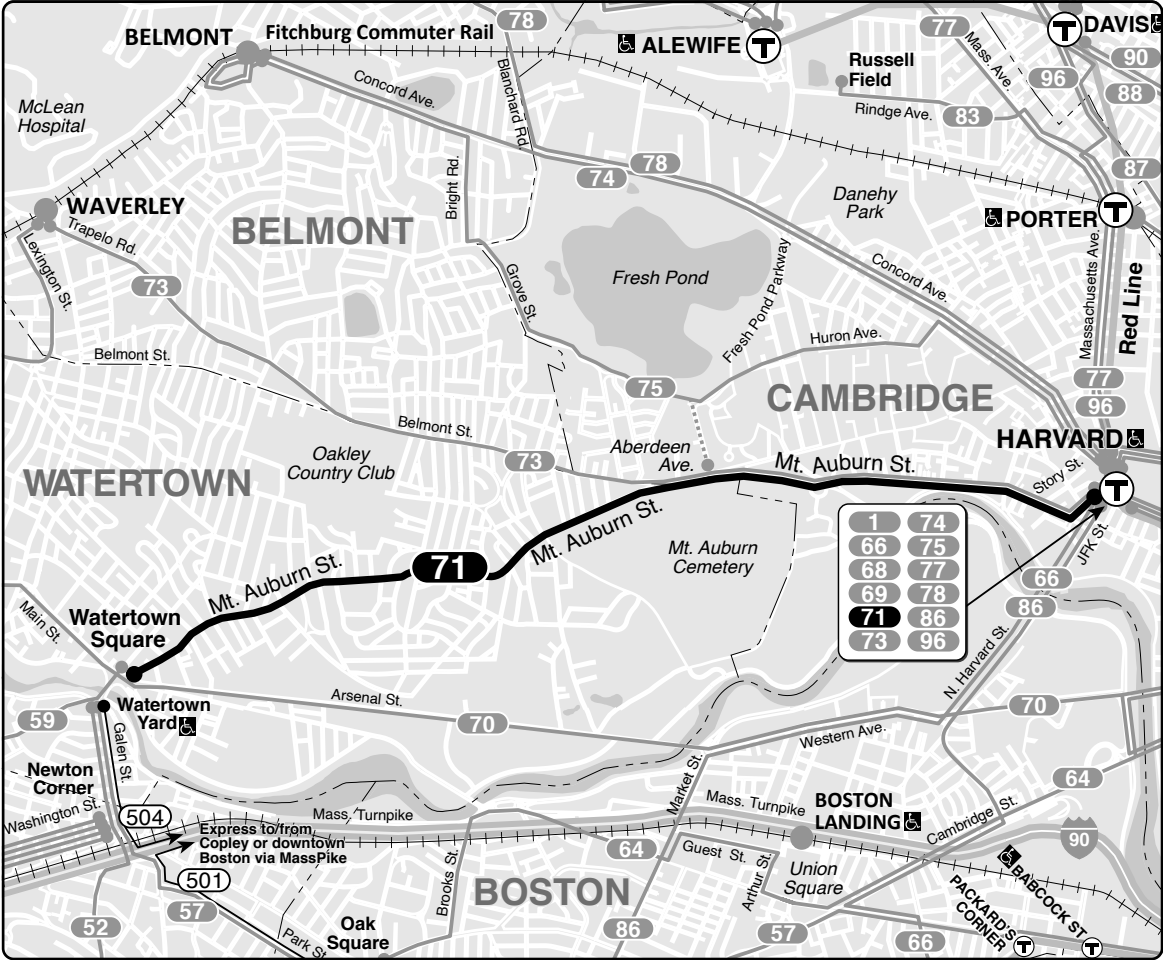 78
BELMONT
Fitchburg Commuter Rail
ALEWIFE
T
77
T
DAVIS
90
96
88
Mass. Ave.
Russell
Field
Rindge Ave.
83
McLean
Hospital
Concord Ave.
Blanchard Rd.
78
74
87
Bright Rd.
Danehy
Park
PORTER
T
WAVERLEY
Trapelo Rd.
Lexington St.
BELMONT
73
Grove St.
Fresh Pond
Fresh Pond Parkway
Concord Ave.
Massachusetts Ave.
Red Line
Huron Ave.
Belmont St.
75
77
96
CAMBRIDGE
Belmont St.
HARVARD
Oakley
Country Club
73
Aberdeen
Ave.
Mt. Auburn St.
Story St.
T
WATERTOWN
Mt. Auburn St.
1
74
66
75
68
77
69
78
71
86
73
96
JFK St.
Mt. Auburn
Cemetery
71
Mt. Auburn St.
66
86
Main St.
Watertown
Square
N. Harvard St.
Arsenal St.
70
70
Watertown
Yard
59
Galen St.
Western Ave.
Market St.
64
Newton
Corner
Washington St.
504
Mass. Turnpike
Mass. Turnpike
BOSTON
LANDING
Cambridge St.
90
Express to/from
Copley or downtown
Boston via MassPike
64
Guest St.
Arthur St.
Union
Square
BABCOCK ST
T
PACKARD'S
CORNER
T
501
57
Brooks St.
BOSTON
52
Park St.
Oak
Square
86
57
66